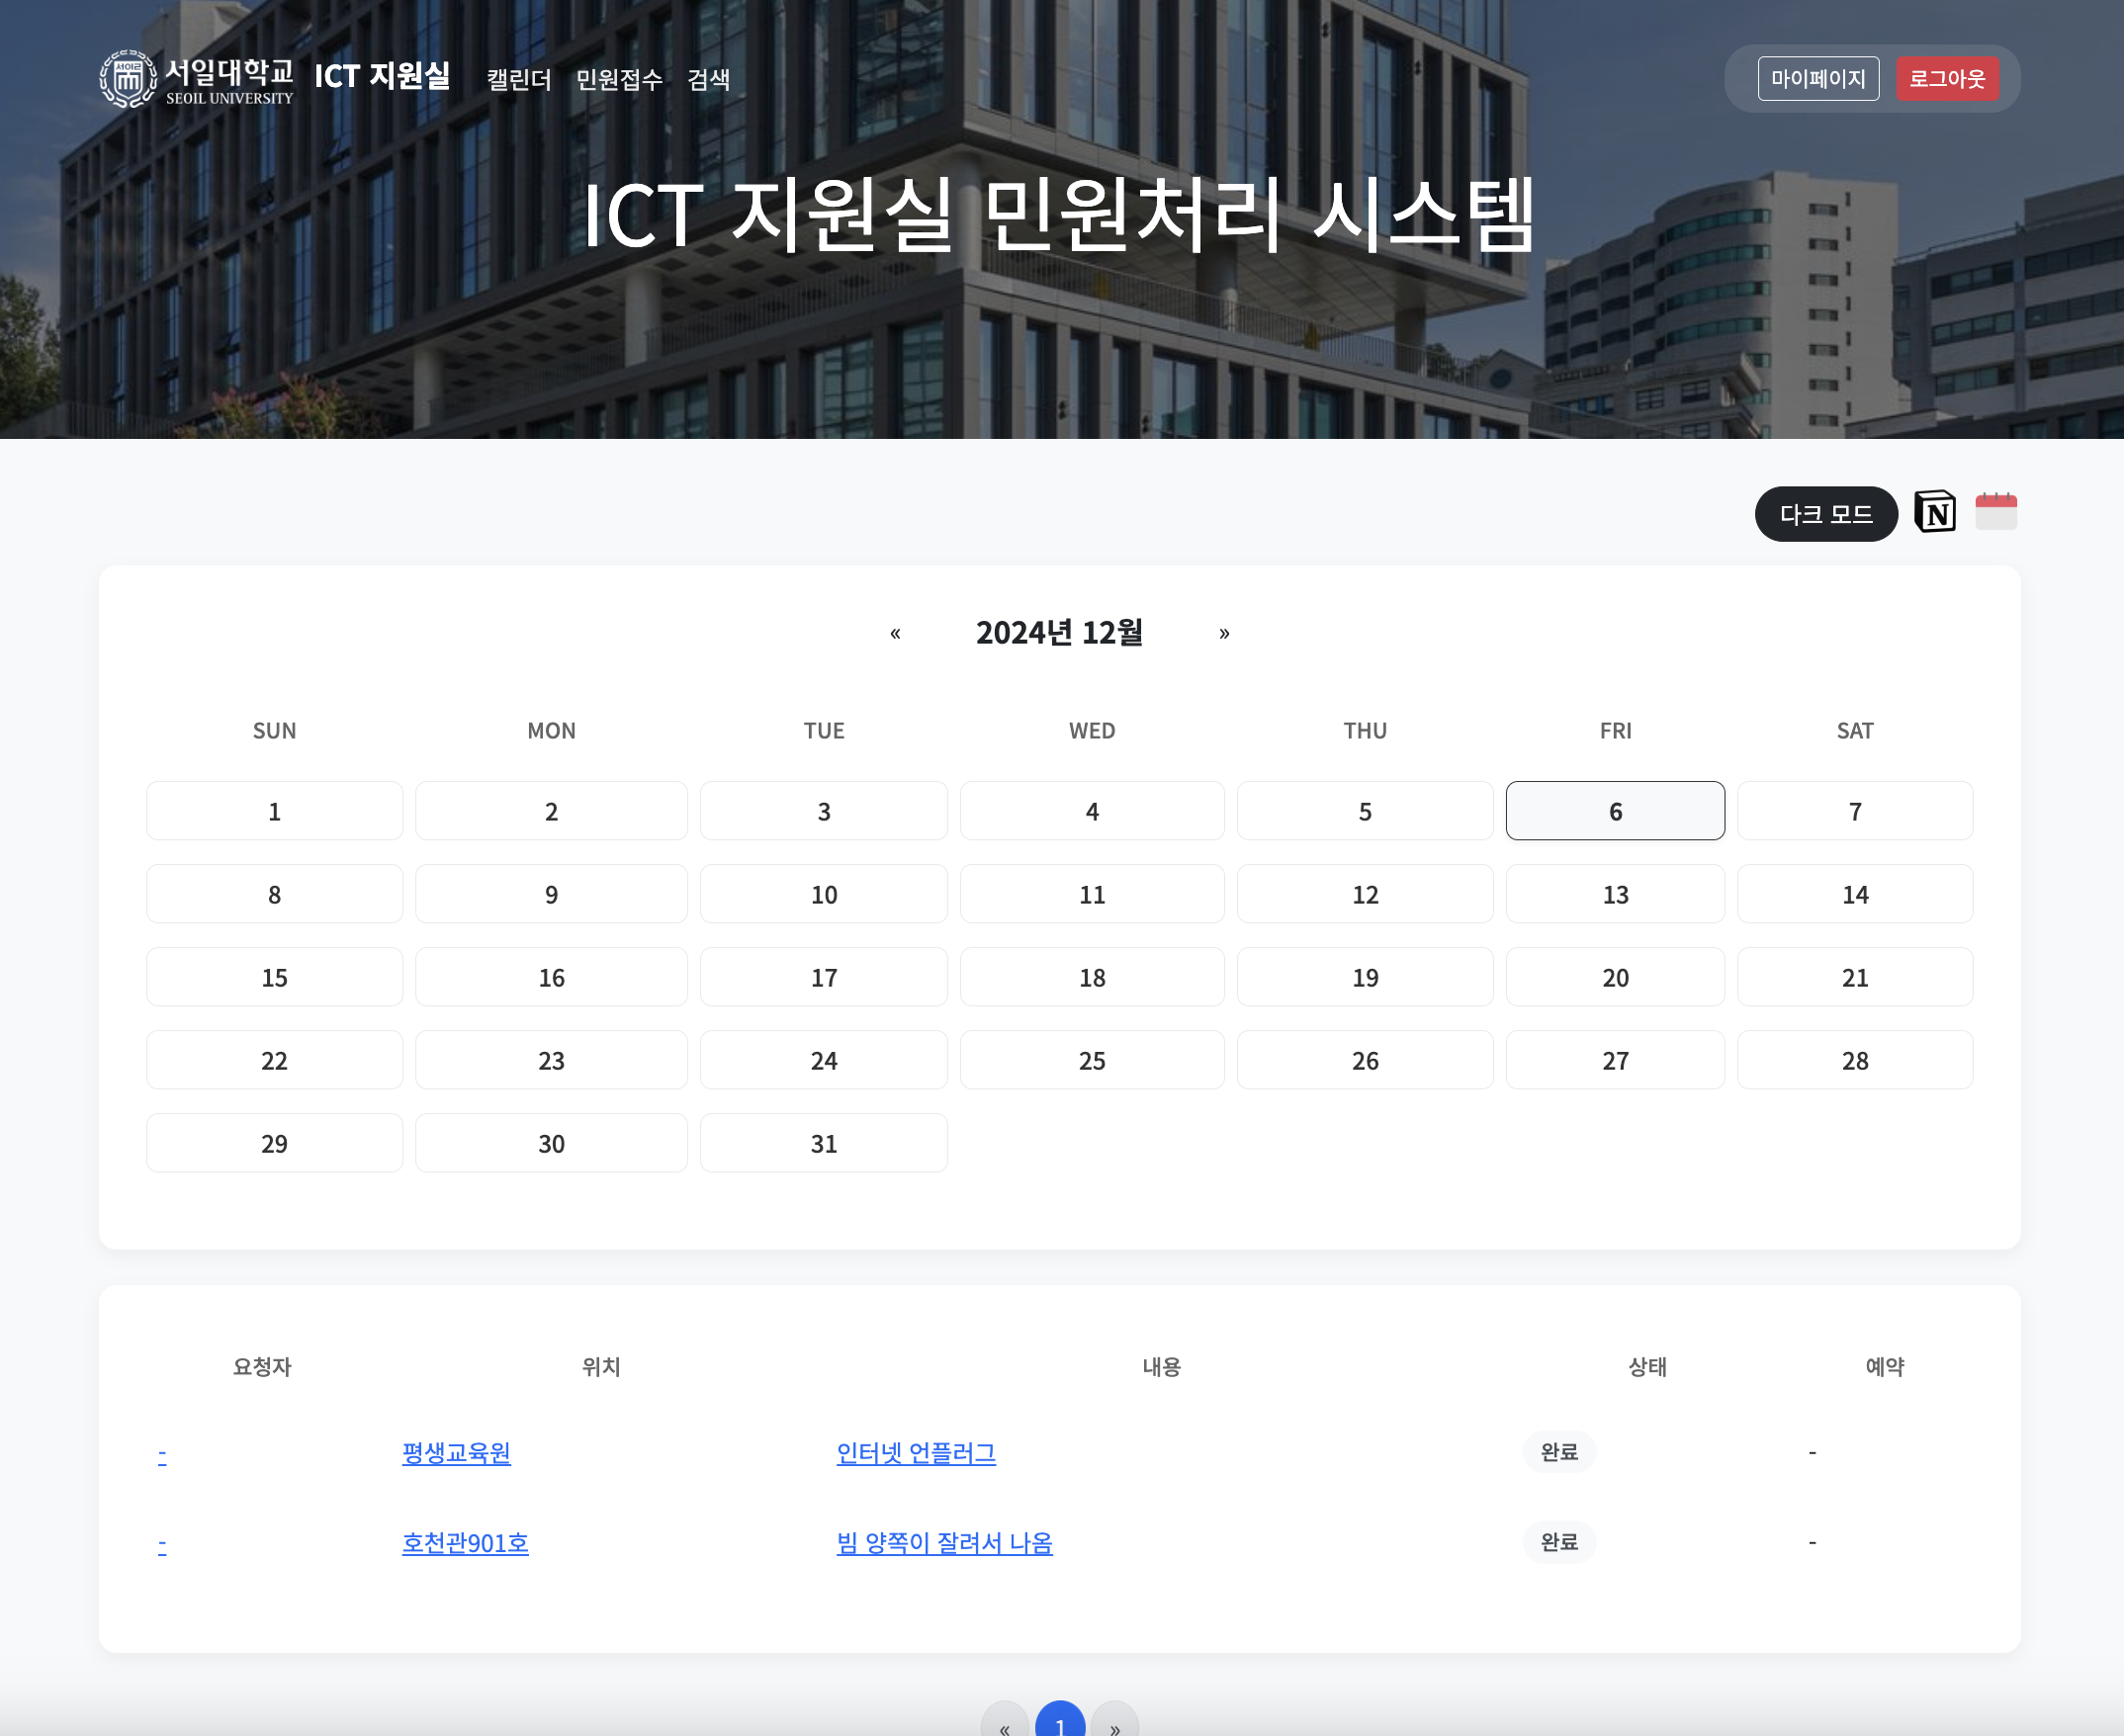 서일대학교 ICT 지원실 캘린더 민원접수 검색 마이페이지 로그아웃
SEOIL UNIVERSITY
ICT 지원실 민원처리 시스템
다크 모드 N
« 2024년 12월 »
SUN MON TUE WED THU FRI SAT
1 2 3 4 5 6 7
8 9 10 11 12 13 14
15 16 17 18 19 20 21
22 23 24 25 26 27 28
29 30 31
요청자 위치 내용 상태 예약
- 평생교육원 인터넷 언플러그 완료 -
- 호천관901호 빔 양쪽이 잘려서 나옴 완료 -
« 1 »